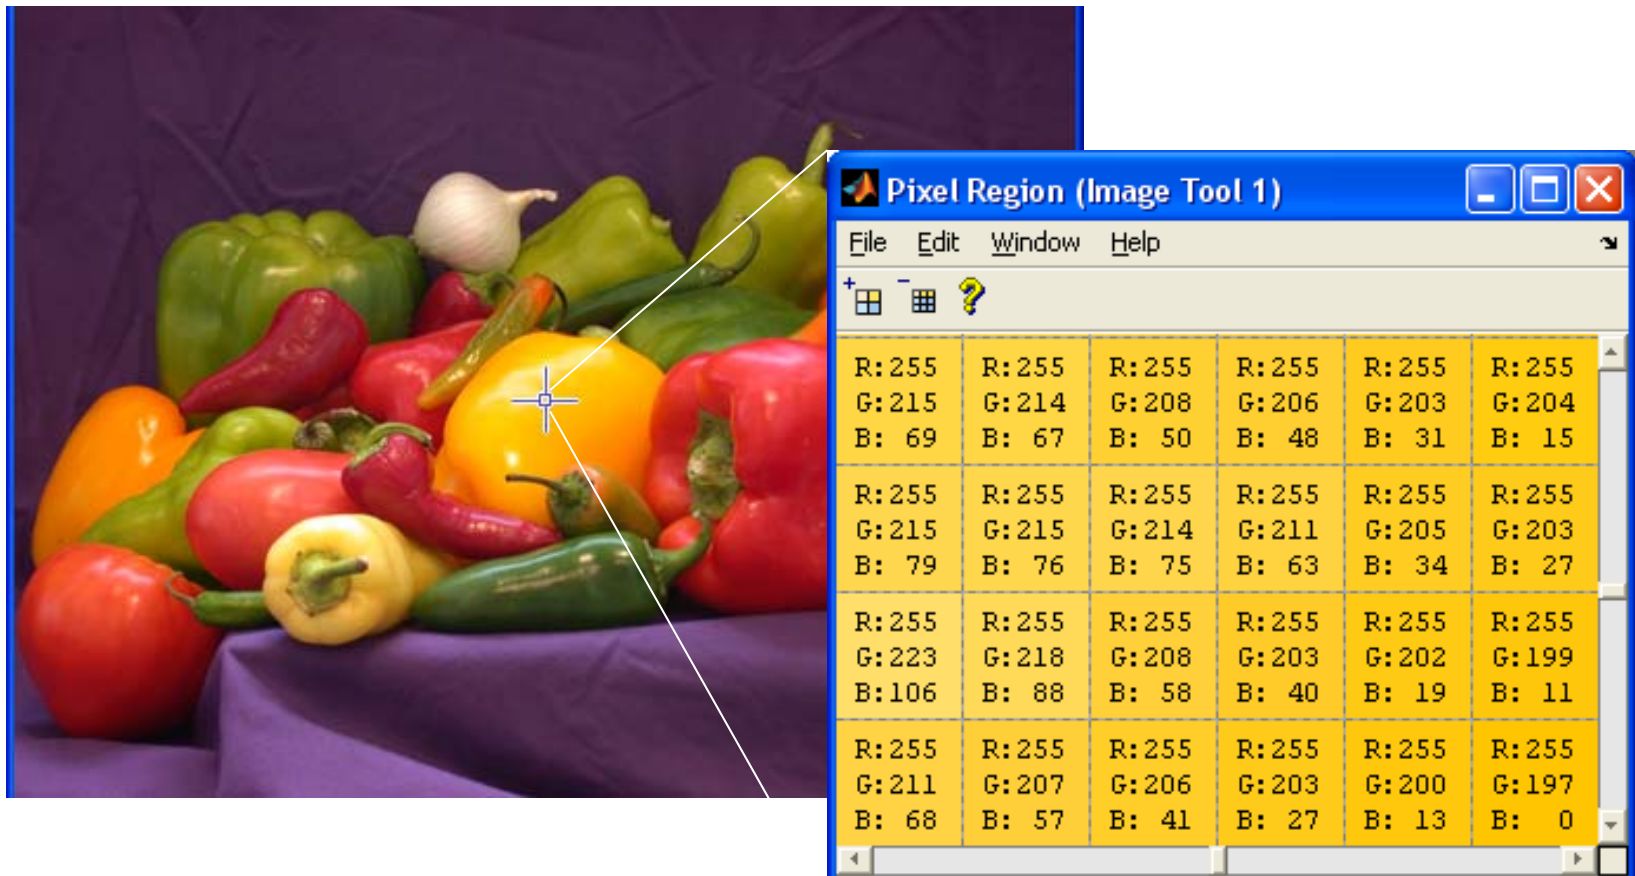 Pixel Region (Image Tool 1)
File Edit Window Help
R:255 R:255 R:255 R:255 R:255 R:255
G:215 G:214 G:208 G:206 G:203 G:204
B: 69 B: 67 B: 50 B: 48 B: 31 B: 15
R:255 R:255 R:255 R:255 R:255 R:255
G:215 G:215 G:214 G:211 G:205 G:203
B: 79 B: 76 B: 75 B: 63 B: 34 B: 27
R:255 R:255 R:255 R:255 R:255 R:255
G:223 G:218 G:208 G:203 G:202 G:199
B:106 B: 88 B: 58 B: 40 B: 19 B: 11
R:255 R:255 R:255 R:255 R:255 R:255
G:211 G:207 G:206 G:203 G:200 G:197
B: 68 B: 57 B: 41 B: 27 B: 13 B: 0